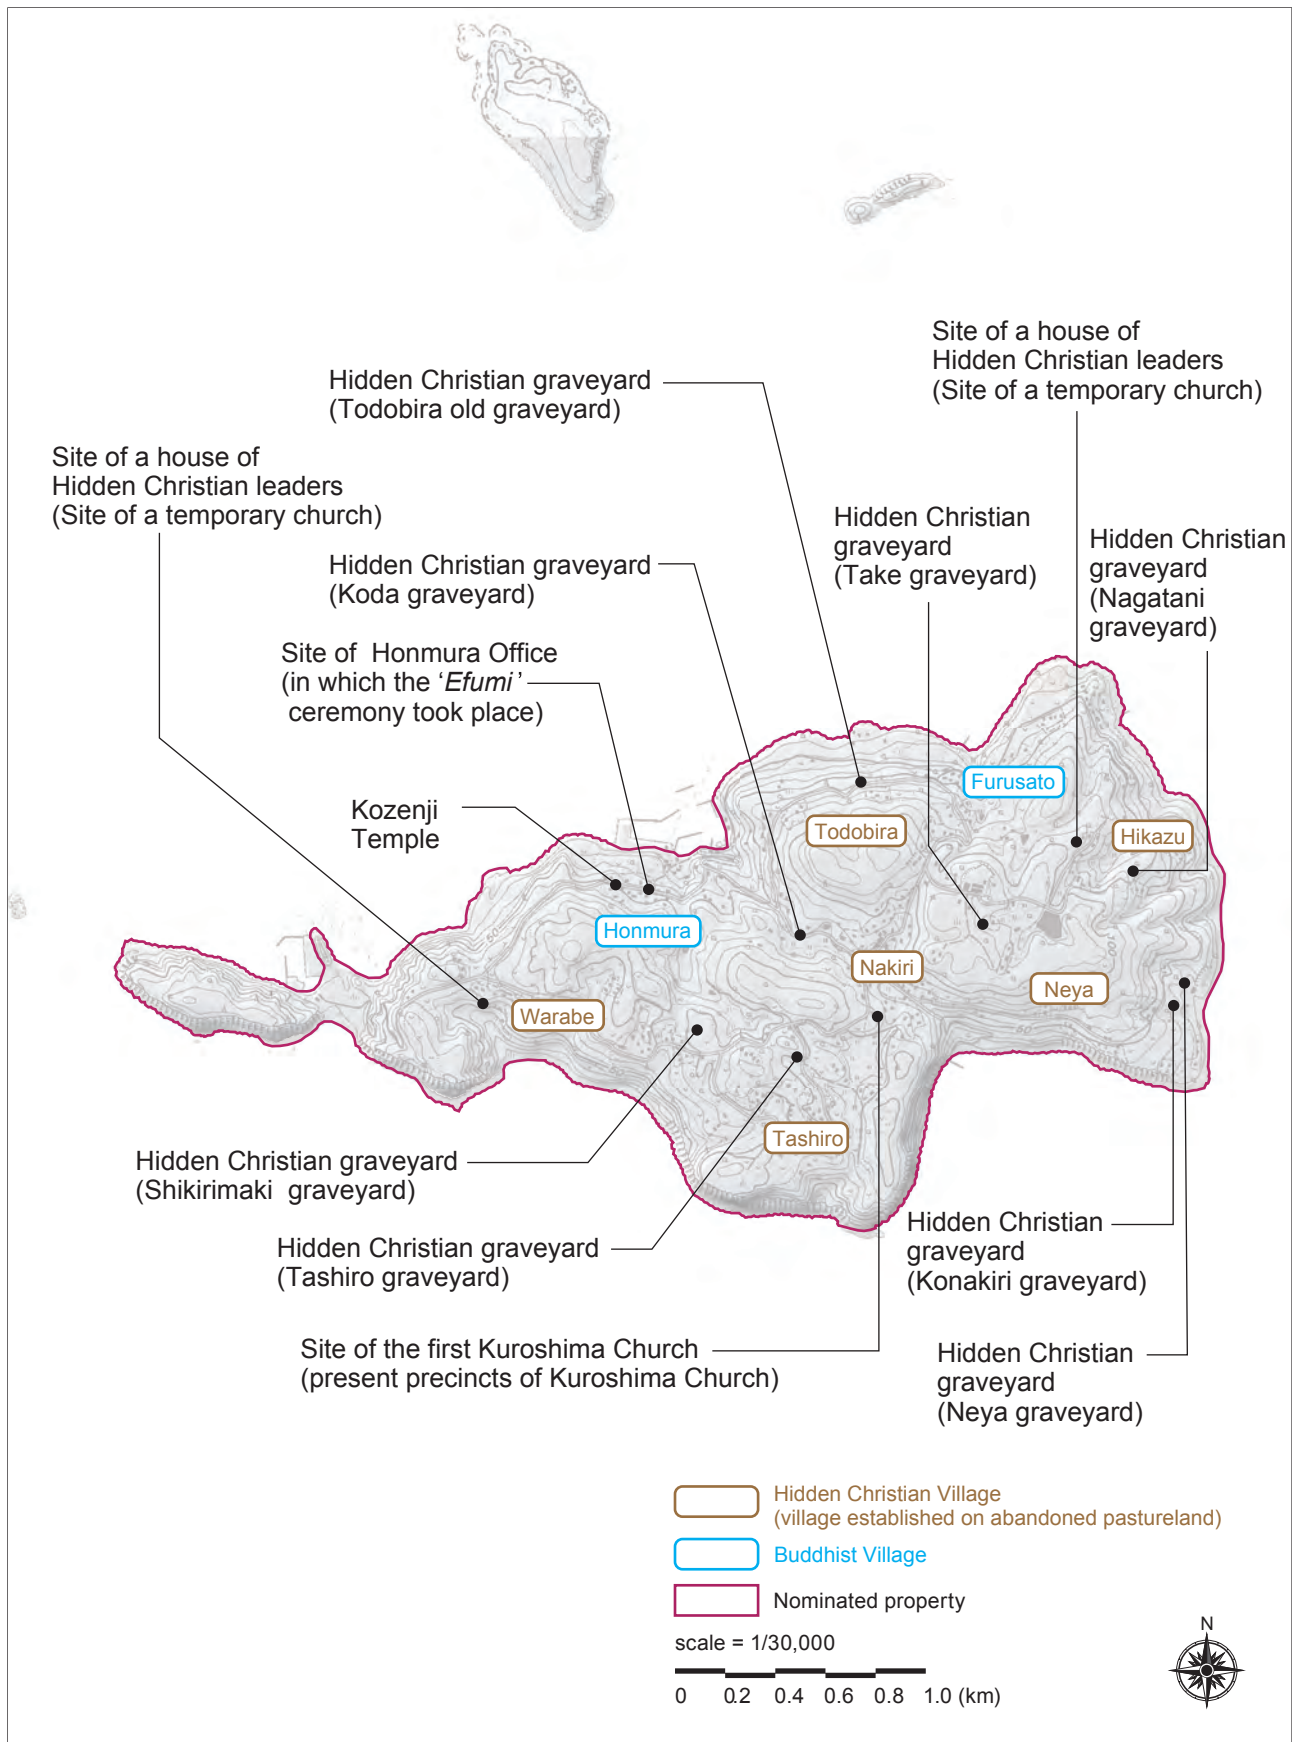 Site of a house of
Hidden Christian leaders
(Site of a temporary church)
Hidden Christian graveyard
(Todobira old graveyard)
Site of a house of
Hidden Christian leaders
(Site of a temporary church)
Hidden Christian
graveyard
(Take graveyard)
Hidden Christian
graveyard
(Nagatani
graveyard)
Hidden Christian graveyard
(Koda graveyard)
Site of Honmura Office
(in which the ‘Efumi’
ceremony took place)
Kozenji
Temple
Furusato
Todobira
Hikazu
Honmura
Nakiri
Neya
Warabe
Tashiro
Hidden Christian graveyard
(Shikirimaki graveyard)
Hidden Christian graveyard
(Tashiro graveyard)
Hidden Christian
graveyard
(Konakiri graveyard)
Site of the first Kuroshima Church
(present precincts of Kuroshima Church)
Hidden Christian
graveyard
(Neya graveyard)
Hidden Christian Village
(village established on abandoned pastureland)
Buddhist Village
Nominated property
scale = 1/30,000
0 0.2 0.4 0.6 0.8 1.0 (km)
N